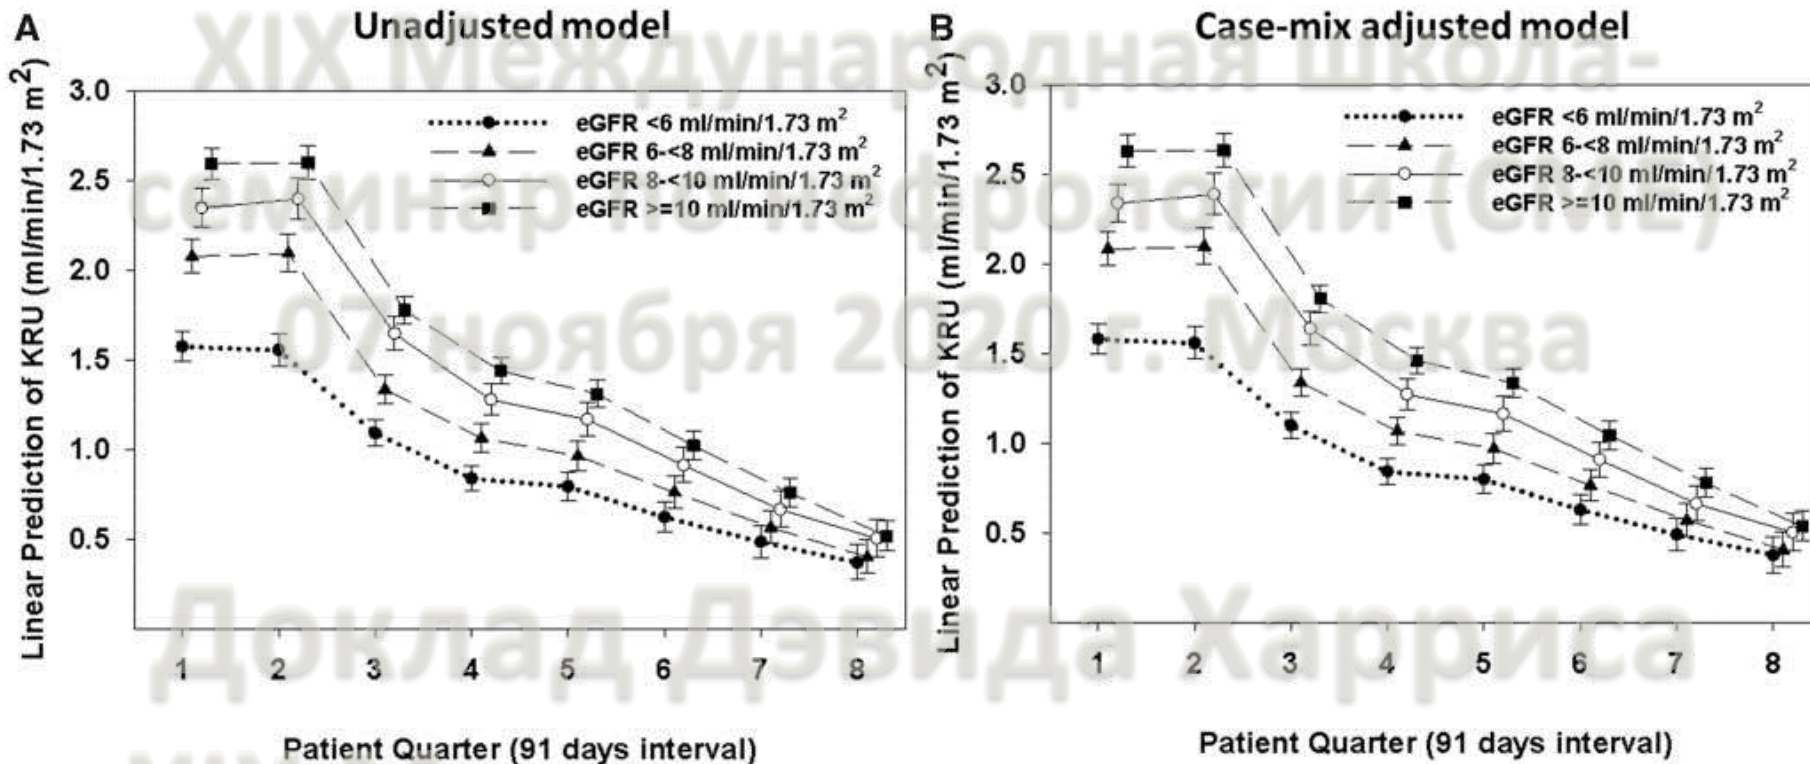 A
Unadjusted model
Linear Prediction of KRU (ml/min/1.73 m²)
3.0
2.5
2.0
1.5
1.0
0.5
eGFR <6 ml/min/1.73 m²
eGFR 6-<8 ml/min/1.73 m²
eGFR 8-<10 ml/min/1.73 m²
eGFR >=10 ml/min/1.73 m²
1 2 3 4 5 6 7 8
Patient Quarter (91 days interval)
B
Case-mix adjusted model
Linear Prediction of KRU (ml/min/1.73 m²)
3.0
2.5
2.0
1.5
1.0
0.5
eGFR <6 ml/min/1.73 m²
eGFR 6-<8 ml/min/1.73 m²
eGFR 8-<10 ml/min/1.73 m²
eGFR >=10 ml/min/1.73 m²
1 2 3 4 5 6 7 8
Patient Quarter (91 days interval)
XIX Международная школа-
семинар по нефрологии (CME)
07 ноября 2020 г. Москва
Доклад Дэвида Харриса